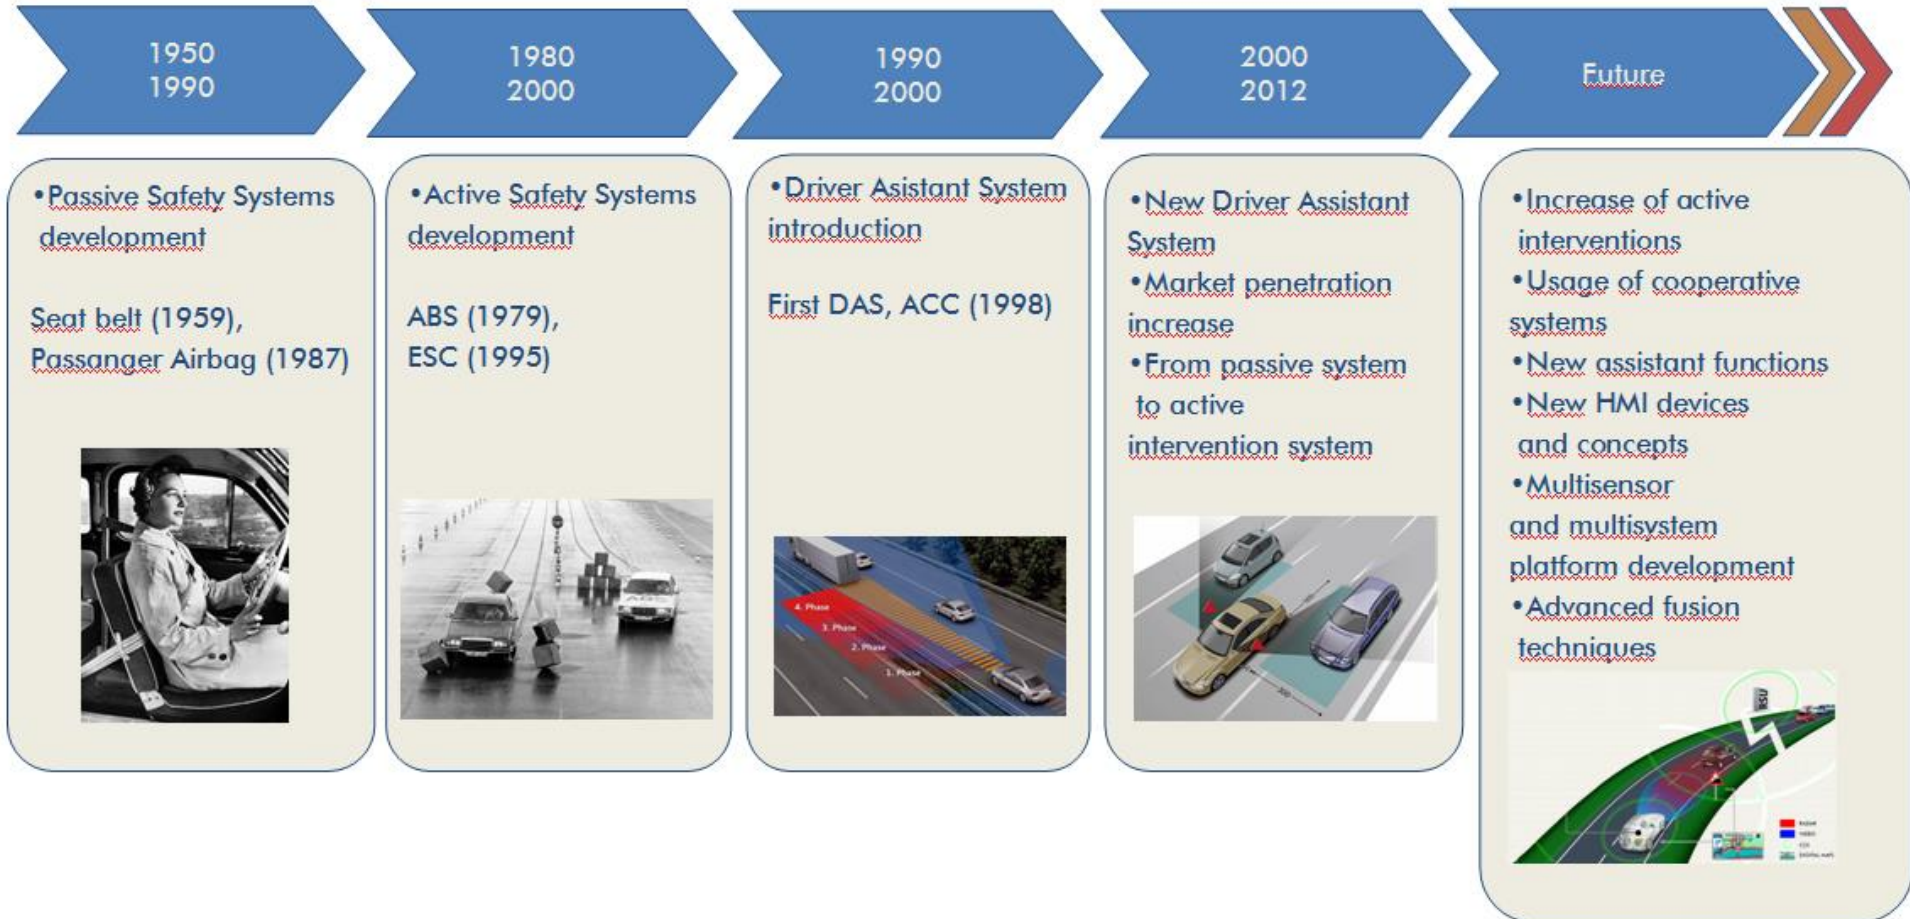 1950
1990
1980
2000
1990
2000
2000
2012
Future
•Passive Safety Systems
development
Seat belt (1959),
Passanger Airbag (1987)
•Active Safety Systems
development
ABS (1979),
ESC (1995)
ABS
•Driver Asistant System
introduction
First DAS, ACC (1998)
4. Phase
3. Phase
2. Phase
1. Phase
•New Driver Assistant
System
•Market penetration
increase
•From passive system
to active
intervention system
•Increase of active
interventions
•Usage of cooperative
systems
•New assistant functions
•New HMI devices
and concepts
•Multisensor
and multisystem
platform development
•Advanced fusion
techniques
RSU